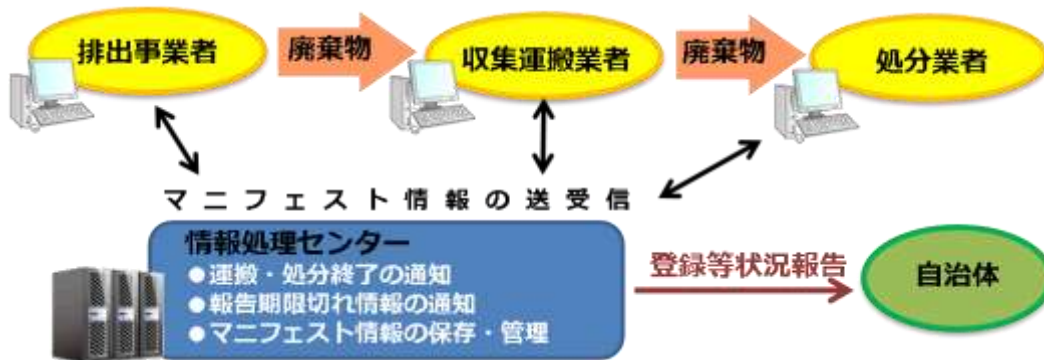 排出事業者
廃棄物
収集運搬業者
廃棄物
処分業者
マニフェスト情報の送受信
情報処理センター
●運搬・処分終了の通知
●報告期限切れ情報の通知
●マニフェスト情報の保存・管理
登録等状況報告
自治体